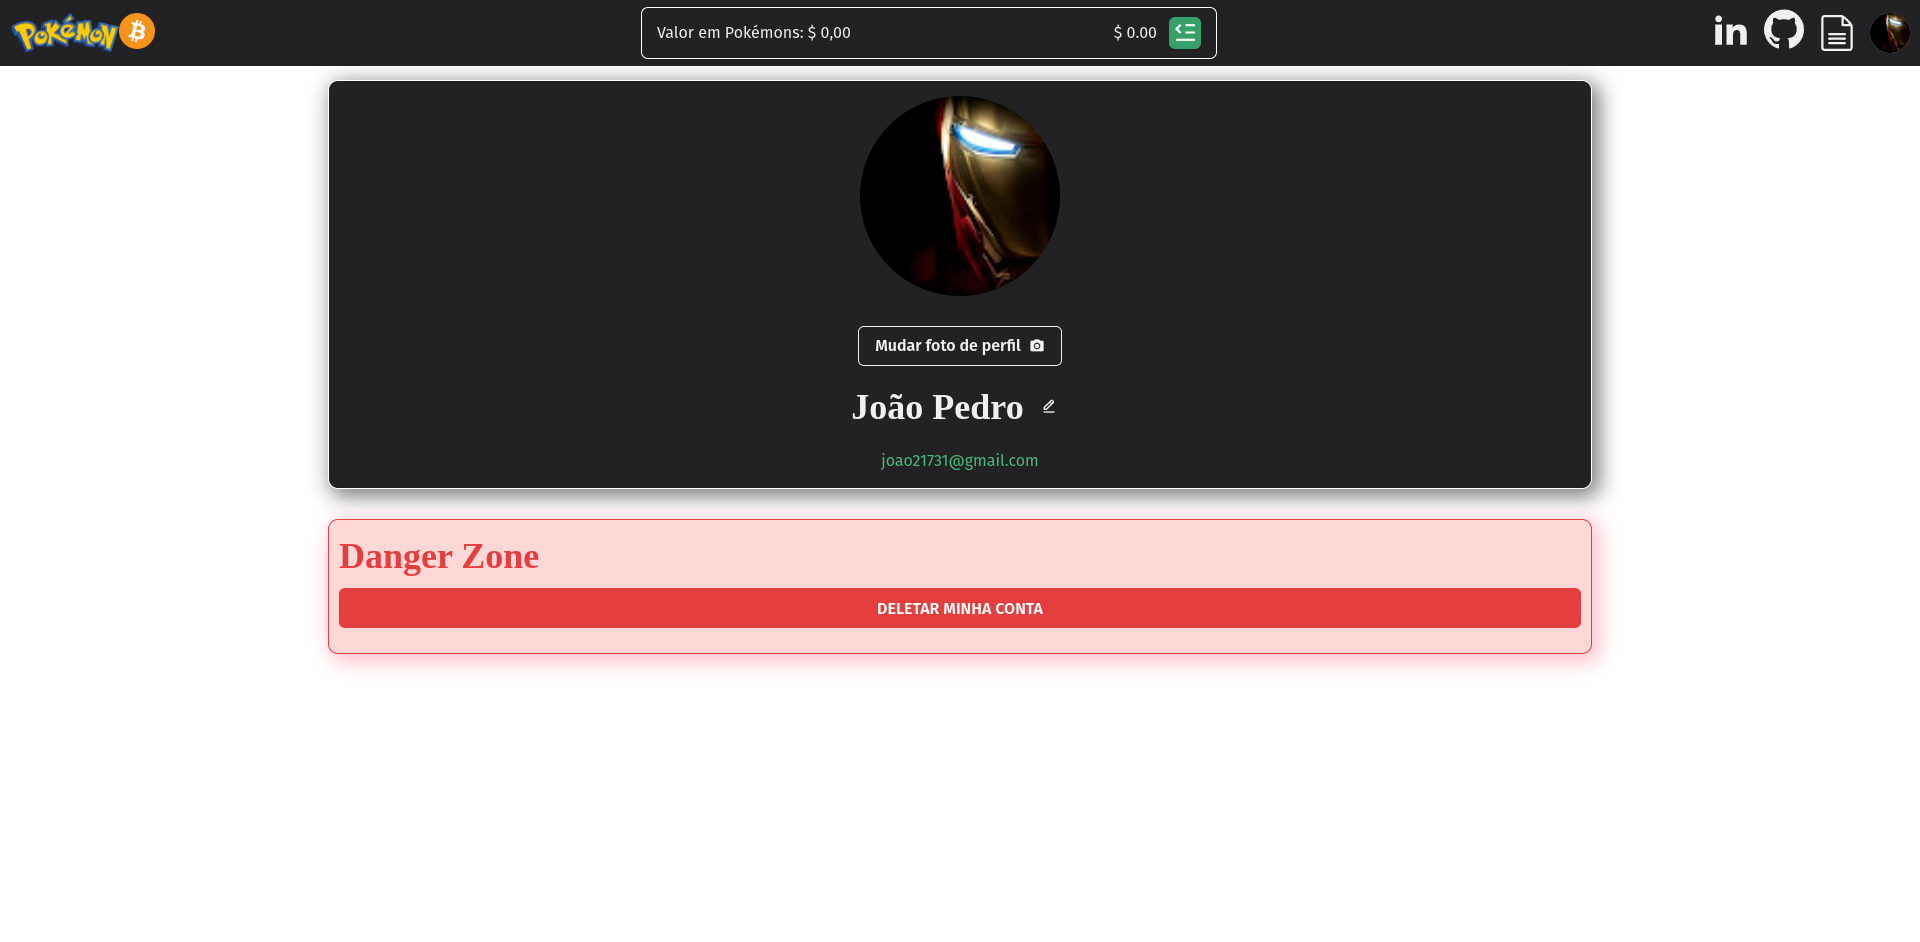 Pokémon
Valor em Pokémons: $ 0,00
$ 0.00
in
Mudar foto de perfil
João Pedro
joao21731@gmail.com
Danger Zone
DELETAR MINHA CONTA